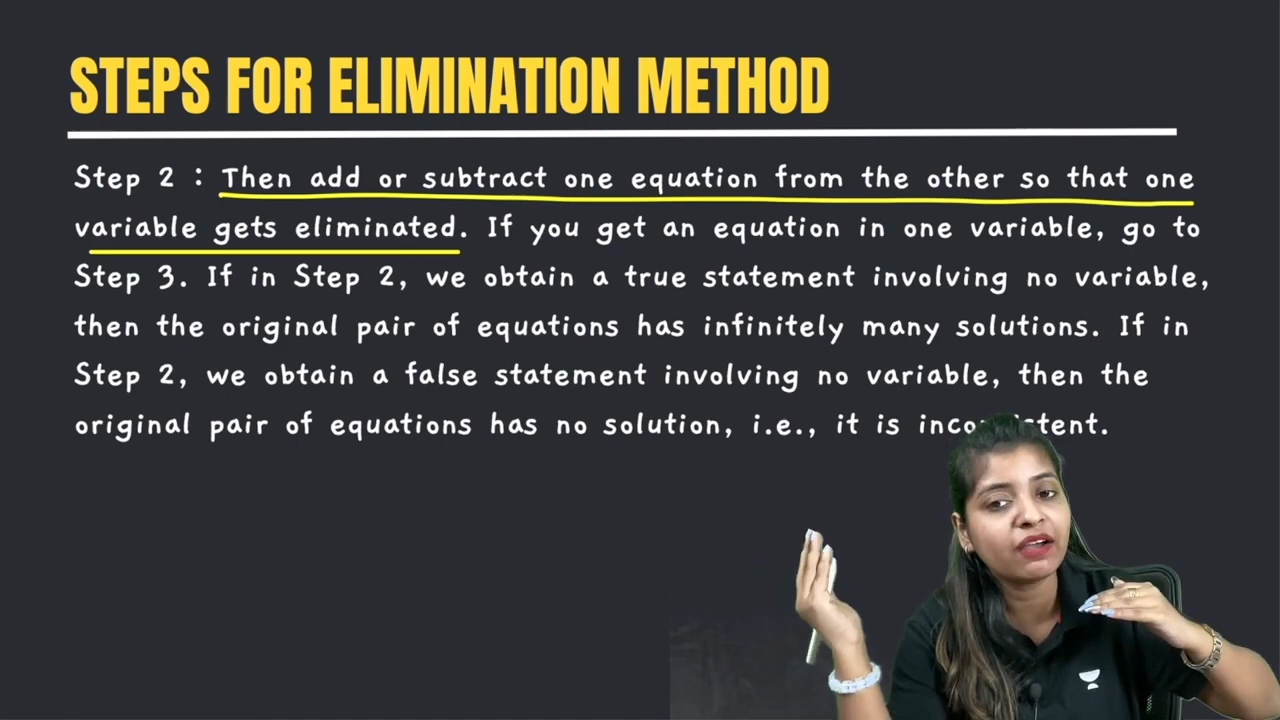 STEPS FOR ELIMINATION METHOD
Step 2 : Then add or subtract one equation from the other so that one
variable gets eliminated. If you get an equation in one variable, go to
Step 3. If in Step 2, we obtain a true statement involving no variable,
then the original pair of equations has infinitely many solutions. If in
Step 2, we obtain a false statement involving no variable, then the
original pair of equations has no solution, i.e., it is